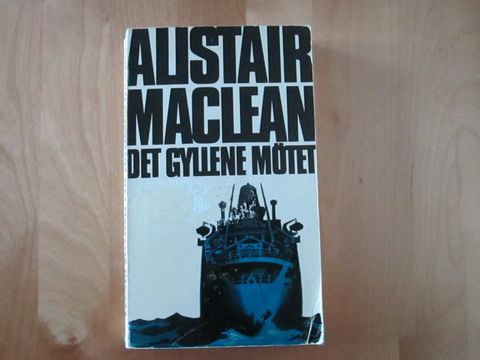 ALISTAIR
MACLEAN
DET GYLLENE MÖTET